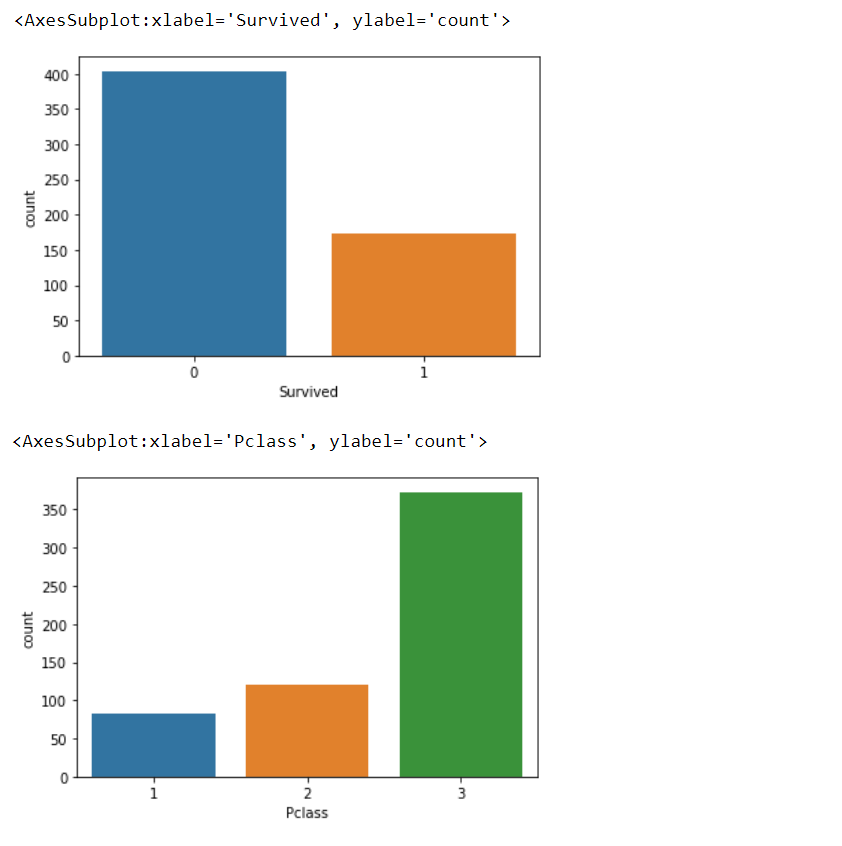 <AxesSubplot:xlabel='Survived', ylabel='count'>
400
350
300
250
200
150
100
50
0
count
0 1
Survived
<AxesSubplot:xlabel='Pclass', ylabel='count'>
350
300
250
200
150
100
50
0
count
1 2 3
Pclass